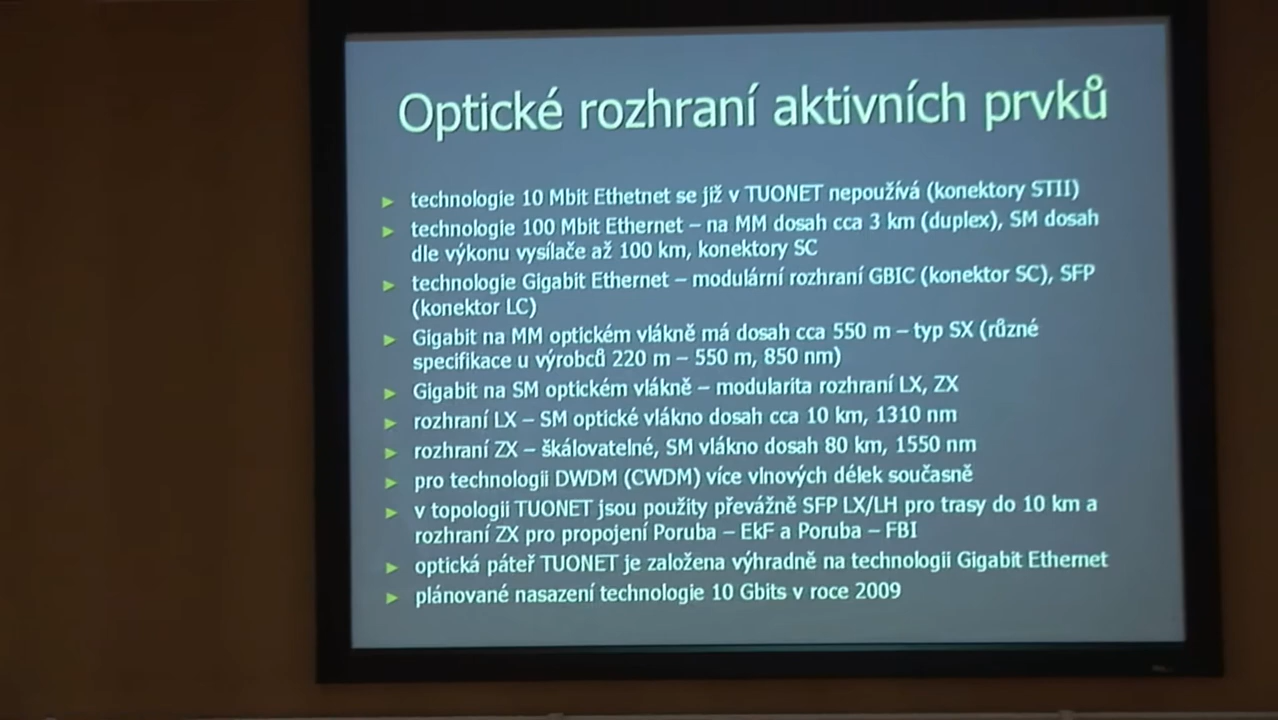 Optické rozhraní aktivních prvků
technologie 10 Mbit Ethetnet se již v TUONET nepoužívá (konektory STII)
technologie 100 Mbit Ethernet – na MM dosah cca 3 km (duplex), SM dosah
dle výkonu vysílače až 100 km, konektory SC
technologie Gigabit Ethernet – modulární rozhraní GBIC (konektor SC), SFP
(konektor LC)
Gigabit na MM optickém vlákně má dosah cca 550 m – typ SX (různé
specifikace u výrobců 220 m – 550 m, 850 nm)
Gigabit na SM optickém vlákně – modularita rozhraní LX, ZX
rozhraní LX – SM optické vlákno dosah cca 10 km, 1310 nm
rozhraní ZX – škálovatelné, SM vlákno dosah 80 km, 1550 nm
pro technologii DWDM (CWDM) více vlnových délek současně
v topologii TUONET jsou použity převážně SFP LX/LH pro trasy do 10 km a
rozhraní ZX pro propojení Poruba – EkF a Poruba – FBI
optická páteř TUONET je založena výhradně na technologii Gigabit Ethernet
plánované nasazení technologie 10 Gbits v roce 2009